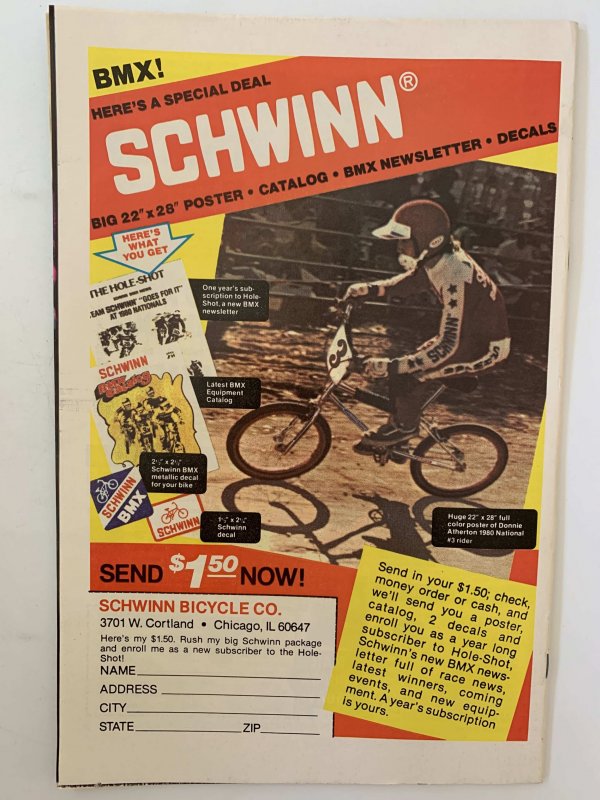 BMX!
HERE'S A SPECIAL DEAL
SCHWINN®
BIG 22" x 28" POSTER • CATALOG • BMX NEWSLETTER • DECALS
HERE'S
WHAT
YOU GET
THE HOLE-SHOT
TEAM SCHWINN "GOES FOR IT"
AT 1980 NATIONALS
One year's sub-
scription to Hole-
Shot, a new BMX
newsletter
SCHWINN
Latest BMX
Equipment
Catalog
2½" x 2½"
Schwinn BMX
metallic decal
for your bike
SCHWINN
BMX
SCHWINN
1½" x 2½"
Schwinn
decal
3
SCHWINN
Huge 22" x 28" full
color poster of Donnie
Atherton 1980 National
#3 rider
SEND $1.50 NOW!
SCHWINN BICYCLE CO.
3701 W. Cortland • Chicago, IL 60647
Here's my $1.50. Rush my big Schwinn package
and enroll me as a new subscriber to the Hole-
Shot!
NAME
ADDRESS
CITY
STATE ZIP
Send in your $1.50; check,
money order or cash, and
we'll send you a poster,
catalog, 2 decals and
enroll you as a year long
subscriber to Hole-Shot,
Schwinn's new BMX news-
letter full of race news,
latest winners, coming
events, and new equip-
ment. A year's subscription
is yours.